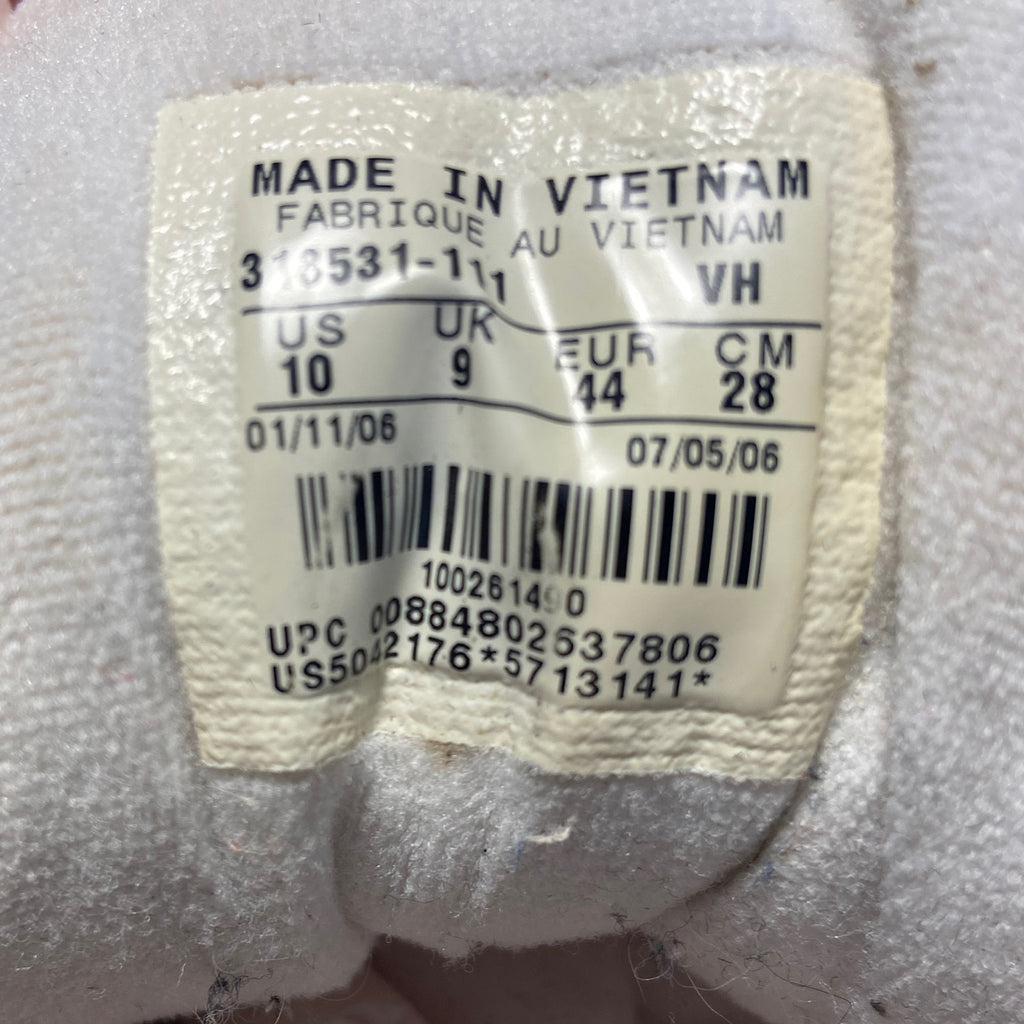 MADE IN VIETNAM
FABRIQUE AU VIETNAM
313531-111 VH
US UK EUR CM
10 9 44 28
01/11/06 07/05/06
100261490
UPC 00884802637806
US5042176*5713141*